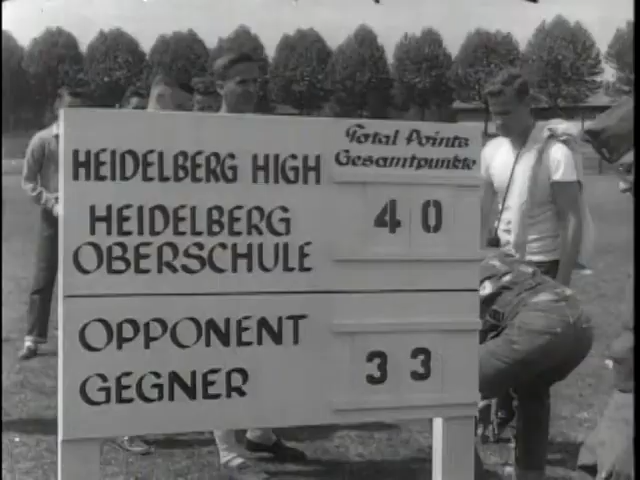 HEIDELBERG HIGH
Total Points
Gesamtpunkte
HEIDELBERG
OBERSCHULE
40
OPPONENT
GEGNER
33